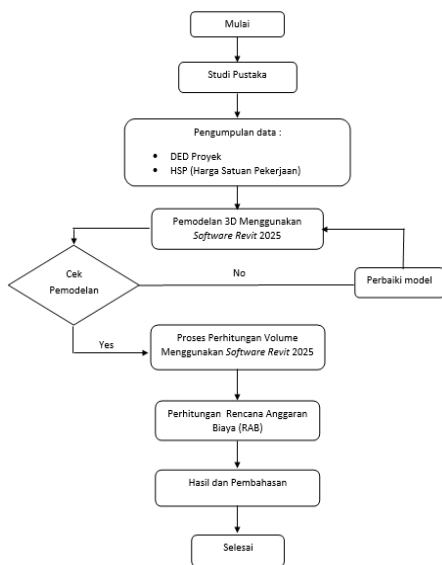 Mulai
Studi Pustaka
Pengumpulan data :
• DED Proyek
• HSP (Harga Satuan Pekerjaan)
Pemodelan 3D Menggunakan
Software Revit 2025
Cek
Pemodelan
No
Perbaiki model
Yes
Proses Perhitungan Volume
Menggunakan Software Revit 2025
Perhitungan Rencana Anggaran
Biaya (RAB)
Hasil dan Pembahasan
Selesai